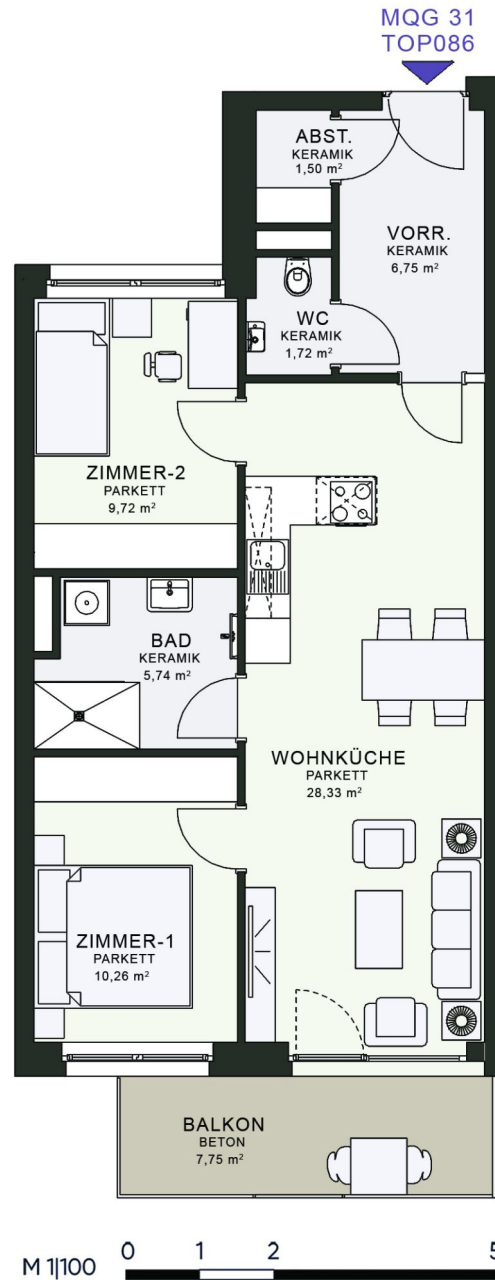 MQG 31
TOP086
ABST.
KERAMIK
1,50 m²
VORR.
KERAMIK
6,75 m²
WC
KERAMIK
1,72 m²
ZIMMER-2
PARKETT
9,72 m²
BAD
KERAMIK
5,74 m²
WOHNKÜCHE
PARKETT
28,33 m²
ZIMMER-1
PARKETT
10,26 m²
BALKON
BETON
7,75 m²
M 1|100 0 1 2 5